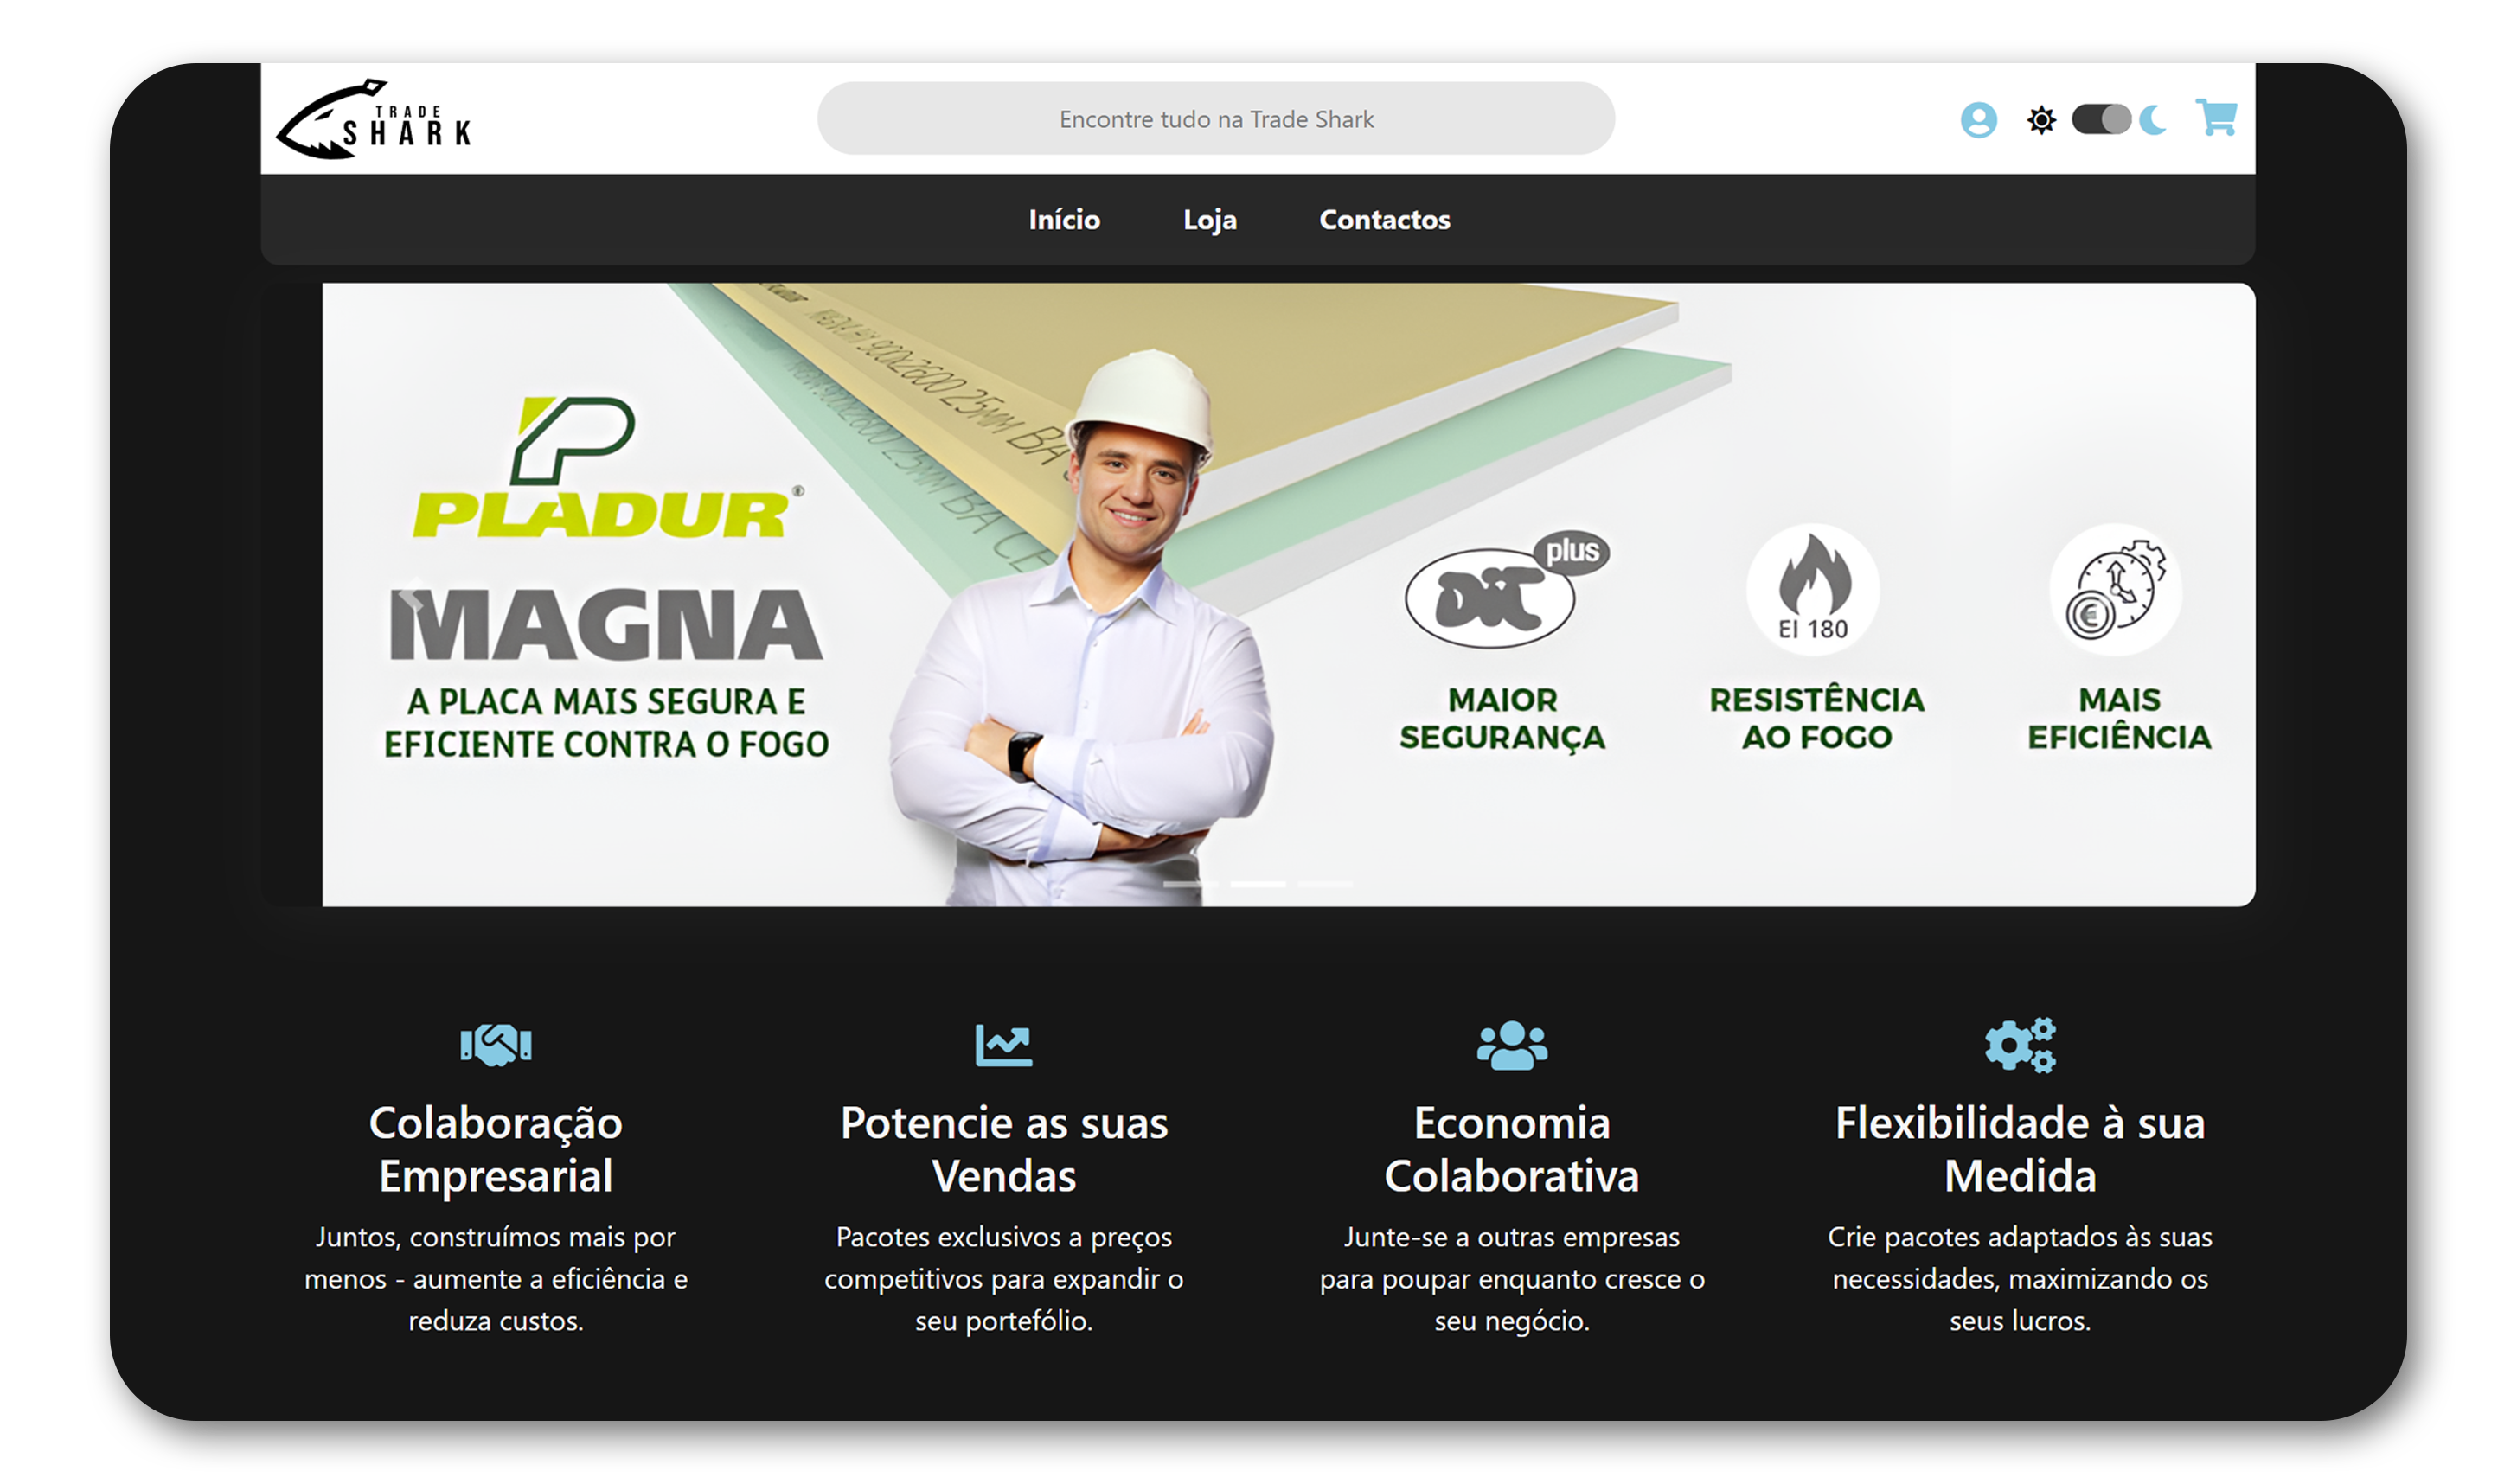 TRADE
SHARK
Encontre tudo na Trade Shark
Início Loja Contactos
900x2600 25MM BA
PLADUR®
MAGNA
A PLACA MAIS SEGURA E
EFICIENTE CONTRA O FOGO
DIT plus
EI 180
€
MAIOR
SEGURANÇA
RESISTÊNCIA
AO FOGO
MAIS
EFICIÊNCIA
Colaboração
Empresarial
Juntos, construímos mais por
menos - aumente a eficiência e
reduza custos.
Potencie as suas
Vendas
Pacotes exclusivos a preços
competitivos para expandir o
seu portefólio.
Economia
Colaborativa
Junte-se a outras empresas
para poupar enquanto cresce o
seu negócio.
Flexibilidade à sua
Medida
Crie pacotes adaptados às suas
necessidades, maximizando os
seus lucros.